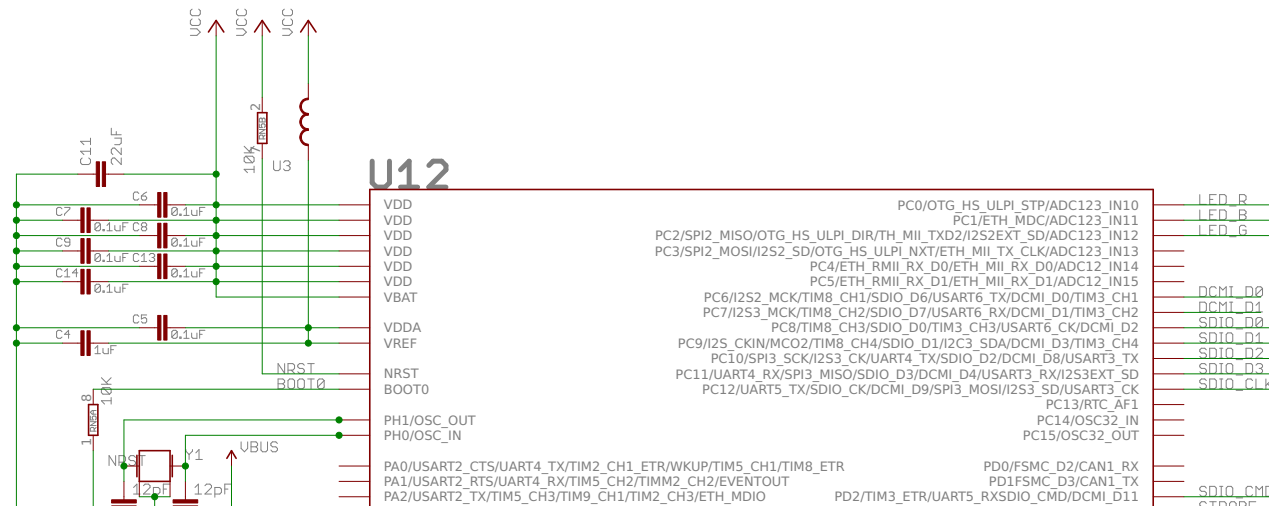 VCC VCC VCC
C11 22uF
2
RN5B
7
10K
U3
U12
C6 0.1uF
C7 0.1uF
C8 0.1uF
C9 0.1uF
C13 0.1uF
C14 0.1uF
C5 0.1uF
C4 1uF
VDD
VDD
VDD
VDD
VDD
VDD
VBAT
VDDA
VREF
NRST NRST
BOOT0 BOOT0
PH1/OSC_OUT
PH0/OSC_IN
10K
8
RN5A
1
NRST
Y1
VBUS
12pF 12pF
PA0/USART2_CTS/UART4_TX/TIM2_CH1_ETR/WKUP/TIM5_CH1/TIM8_ETR
PA1/USART2_RTS/UART4_RX/TIM5_CH2/TIMM2_CH2/EVENTOUT
PA2/USART2_TX/TIM5_CH3/TIM9_CH1/TIM2_CH3/ETH_MDIO
PC0/OTG_HS_ULPI_STP/ADC123_IN10 LED_R
PC1/ETH_MDC/ADC123_IN11 LED_B
PC2/SPI2_MISO/OTG_HS_ULPI_DIR/TH_MII_TXD2/I2S2EXT_SD/ADC123_IN12 LED_G
PC3/SPI2_MOSI/I2S2_SD/OTG_HS_ULPI_NXT/ETH_MII_TX_CLK/ADC123_IN13
PC4/ETH_RMII_RX_D0/ETH_MII_RX_D0/ADC12_IN14
PC5/ETH_RMII_RX_D1/ETH_MII_RX_D1/ADC12_IN15
PC6/I2S2_MCK/TIM8_CH1/SDIO_D6/USART6_TX/DCMI_D0/TIM3_CH1 DCMI_D0
PC7/I2S3_MCK/TIM8_CH2/SDIO_D7/USART6_RX/DCMI_D1/TIM3_CH2 DCMI_D1
PC8/TIM8_CH3/SDIO_D0/TIM3_CH3/USART6_CK/DCMI_D2 SDIO_D0
PC9/I2S_CKIN/MCO2/TIM8_CH4/SDIO_D1/I2C3_SDA/DCMI_D3/TIM3_CH4 SDIO_D1
PC10/SPI3_SCK/I2S3_CK/UART4_TX/SDIO_D2/DCMI_D8/USART3_TX SDIO_D2
PC11/UART4_RX/SPI3_MISO/SDIO_D3/DCMI_D4/USART3_RX/I2S3EXT_SD SDIO_D3
PC12/UART5_TX/SDIO_CK/DCMI_D9/SPI3_MOSI/I2S3_SD/USART3_CK SDIO_CLK
PC13/RTC_AF1
PC14/OSC32_IN
PC15/OSC32_OUT
PD0/FSMC_D2/CAN1_RX
PD1FSMC_D3/CAN1_TX
PD2/TIM3_ETR/UART5_RXSDIO_CMD/DCMI_D11 SDIO_CMD